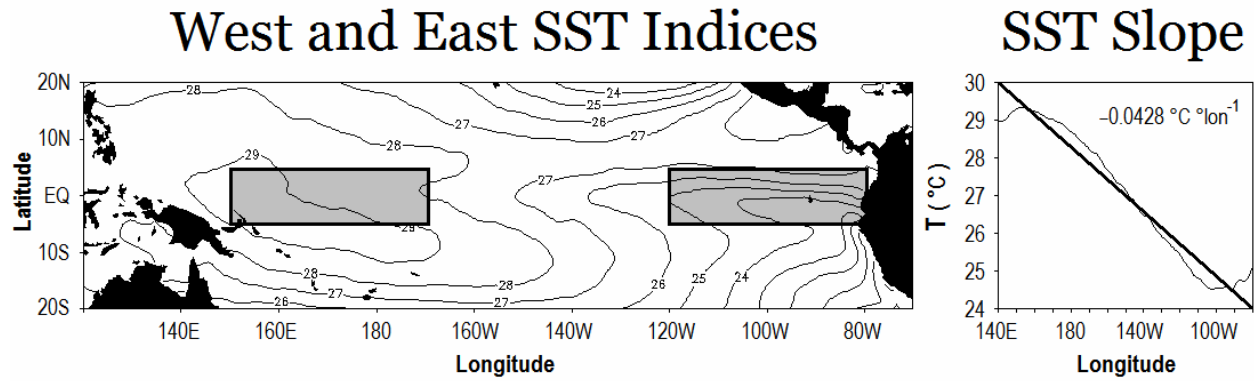 West and East SST Indices
SST Slope
20N
10N
EQ
10S
20S
Latitude
28
24
25
26
27
28
29
27
28
28
27
26
27
26
25
24
27
140E
160E
180
160W
140W
120W
100W
80W
Longitude
30
29
28
27
26
25
24
T ( °C)
−0.0428 °C °lon-1
140E
180
140W
100W
Longitude